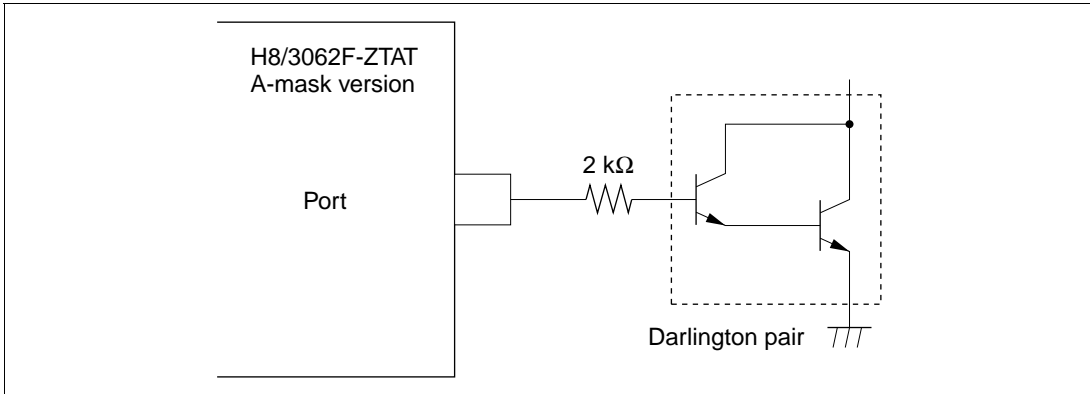 H8/3062F-ZTAT
A-mask version
Port
2 kΩ
Darlington pair